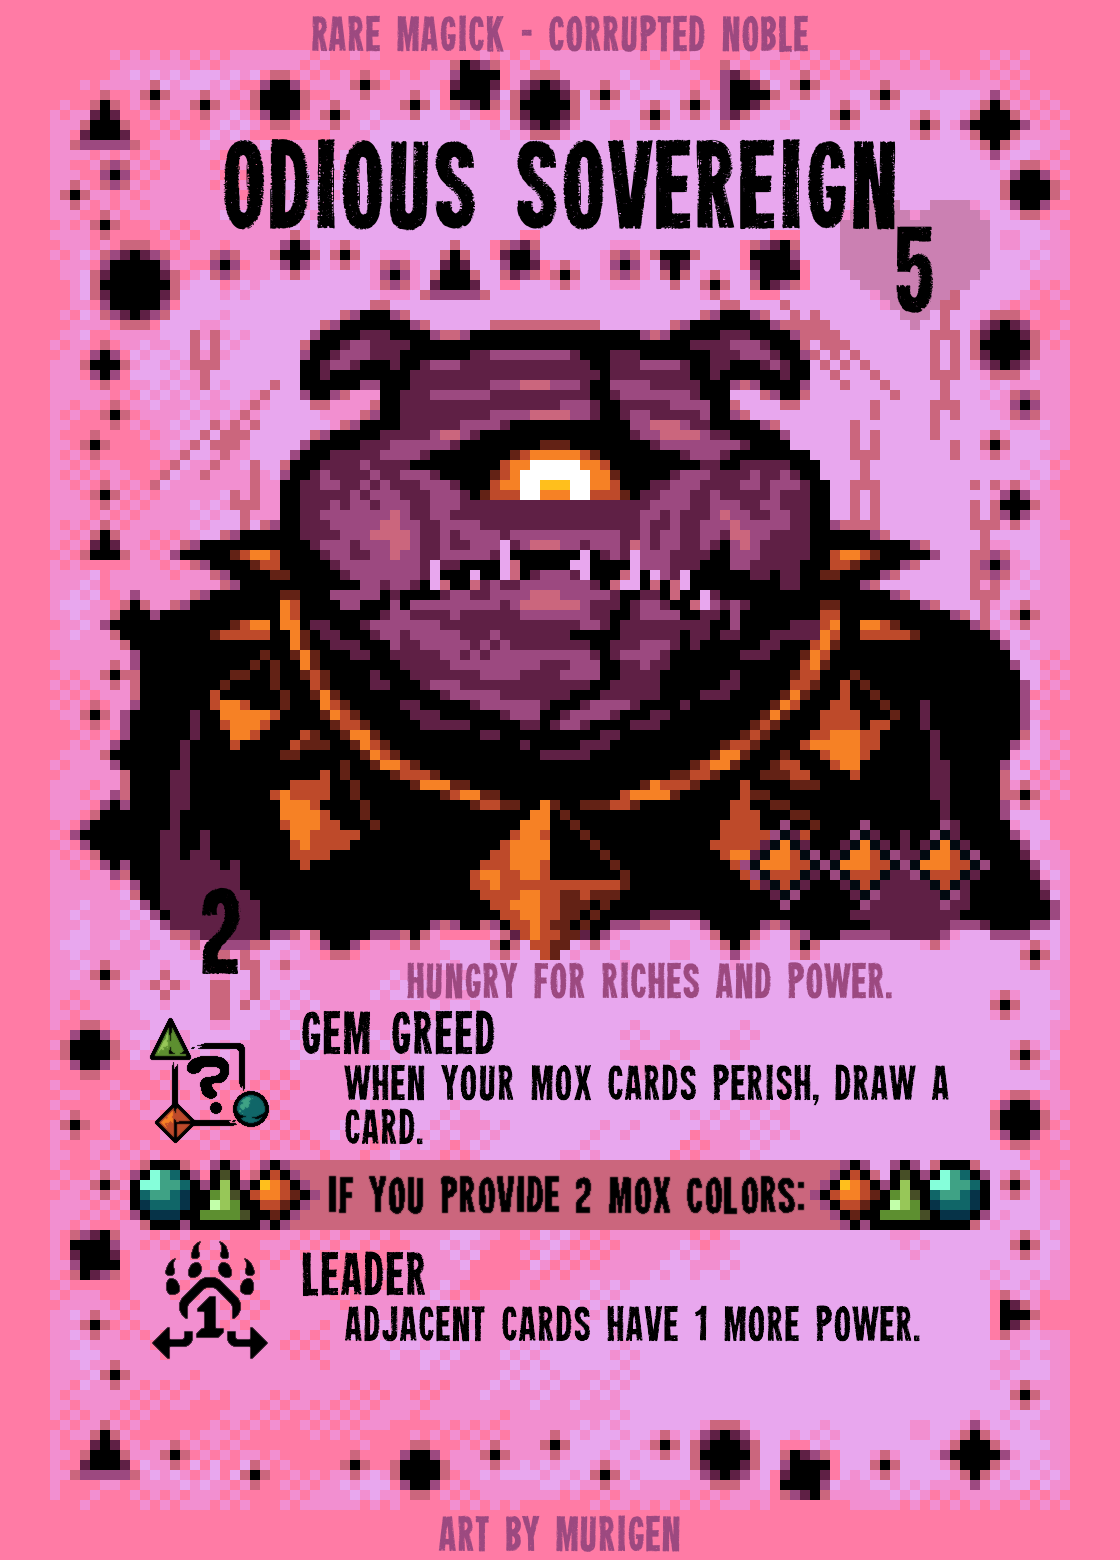 RARE MAGICK - CORRUPTED NOBLE
ODIOUS SOVEREIGN
5
2
HUNGRY FOR RICHES AND POWER.
GEM GREED
?
WHEN YOUR MOX CARDS PERISH, DRAW A
CARD.
IF YOU PROVIDE 2 MOX COLORS:
LEADER
1
ADJACENT CARDS HAVE 1 MORE POWER.
ART BY MURIGEN